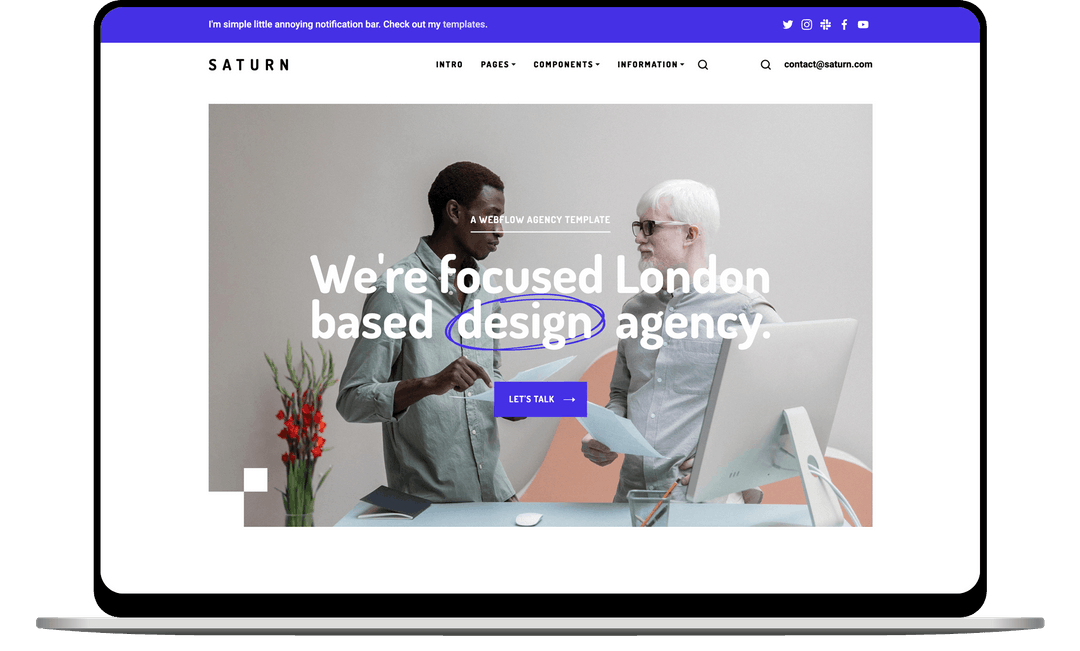 I'm simple little annoying notification bar. Check out my templates.
SATURN
INTRO PAGES COMPONENTS INFORMATION contact@saturn.com
A WEBFLOW AGENCY TEMPLATE
We're focused London
based design agency.
LET'S TALK